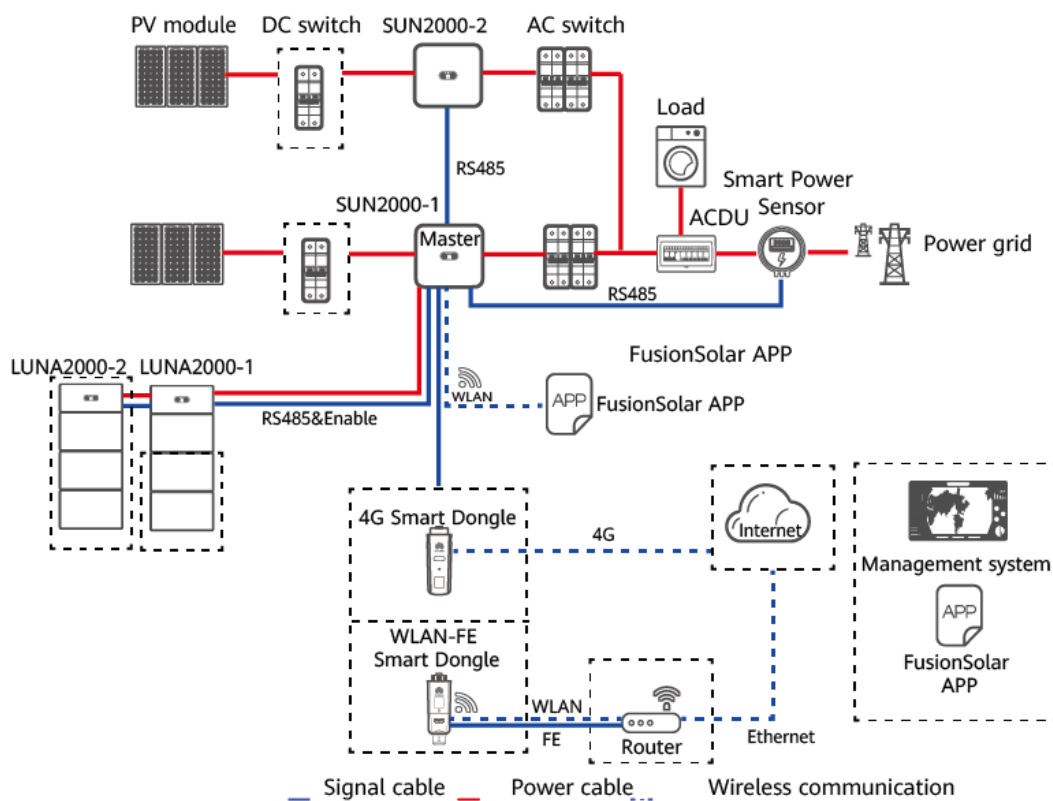 PV module
DC switch
SUN2000-2
AC switch
Load
RS485
Smart Power
Sensor
SUN2000-1
ACDU
Master
Power grid
RS485
LUNA2000-2
LUNA2000-1
FusionSolar APP
WLAN
APP
FusionSolar APP
RS485&Enable
4G Smart Dongle
4G
Internet
Management system
APP
FusionSolar
APP
WLAN-FE
Smart Dongle
WLAN
FE
Router
Ethernet
Signal cable
Power cable
Wireless communication